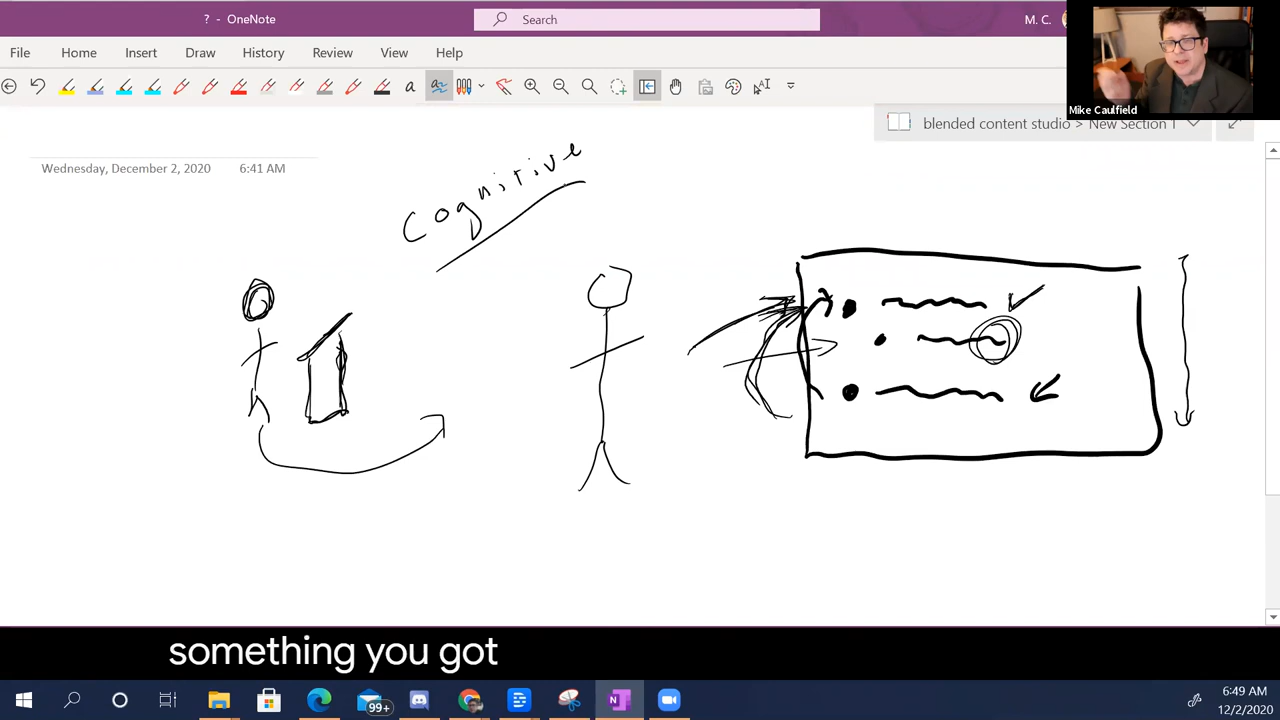 ? - OneNote
Search
M. C.
File Home Insert Draw History Review View Help
Mike Caulfield
blended content studio > New Section 1
Wednesday, December 2, 2020 6:41 AM
Cognitive
something you got
99+
6:49 AM
12/2/2020